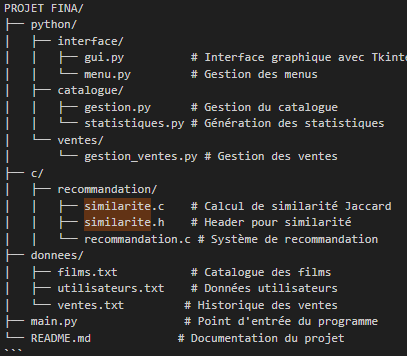 PROJET FINA/
├── python/
│   ├── interface/
│   │   ├── gui.py          # Interface graphique avec Tkinte
│   │   └── menu.py         # Gestion des menus
│   ├── catalogue/
│   │   ├── gestion.py      # Gestion du catalogue
│   │   └── statistiques.py # Génération des statistiques
│   └── ventes/
│       └── gestion_ventes.py # Gestion des ventes
├── c/
│   ├── recommandation/
│   │   ├── similarite.c    # Calcul de similarité Jaccard
│   │   ├── similarite.h    # Header pour similarité
│   │   └── recommandation.c # Système de recommandation
├── donnees/
│   ├── films.txt           # Catalogue des films
│   ├── utilisateurs.txt    # Données utilisateurs
│   └── ventes.txt         # Historique des ventes
├── main.py                # Point d'entrée du programme
└── README.md             # Documentation du projet
```